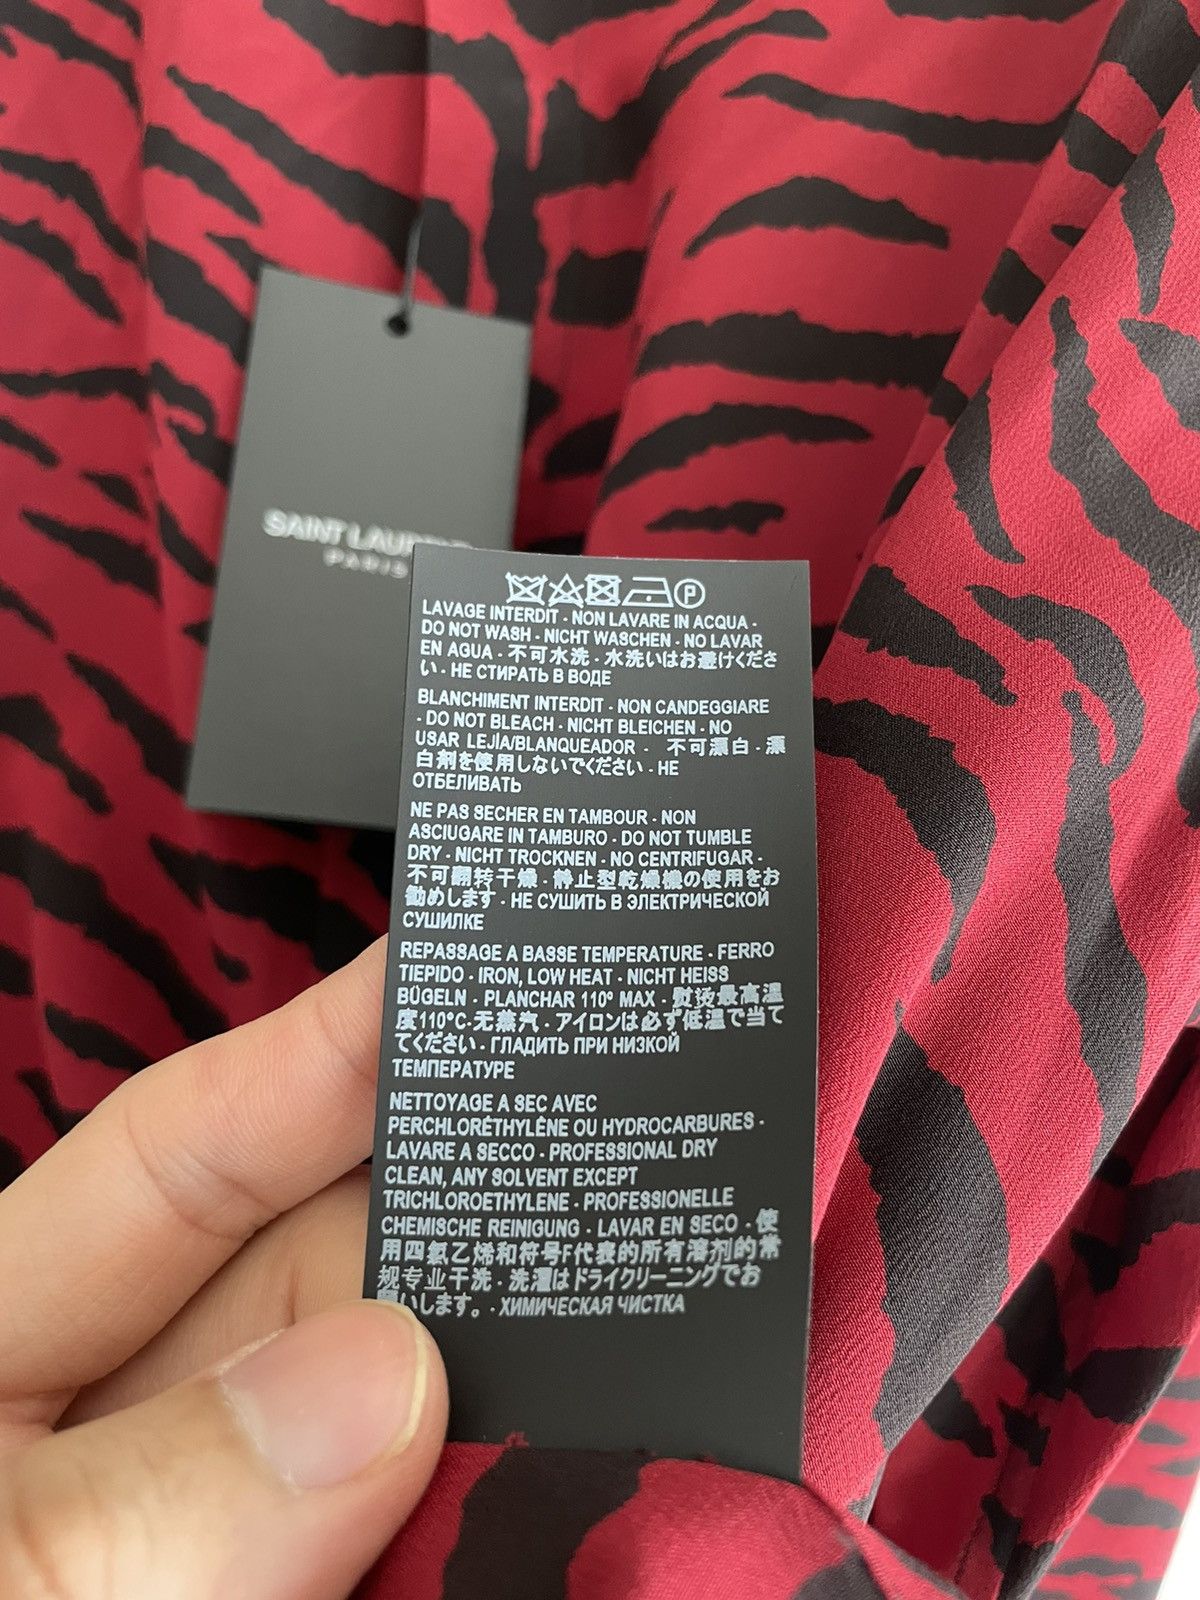 SAINT LAURENT
PARIS
P
LAVAGE INTERDIT - NON LAVARE IN ACQUA -
DO NOT WASH - NICHT WASCHEN - NO LAVAR
EN AGUA - 不可水洗 - 水洗いはお避けくださ
い - НЕ СТИРАТЬ В ВОДЕ
BLANCHIMENT INTERDIT - NON CANDEGGIARE
- DO NOT BLEACH - NICHT BLEICHEN - NO
USAR LEJÍA/BLANQUEADOR - 不可漂白 - 漂
白剤を使用しないでください - НЕ
ОТБЕЛИВАТЬ
NE PAS SECHER EN TAMBOUR - NON
ASCIUGARE IN TAMBURO - DO NOT TUMBLE
DRY - NICHT TROCKNEN - NO CENTRIFUGAR -
不可翻转干燥 - 静止型乾燥機の使用をお
勧めします - НЕ СУШИТЬ В ЭЛЕКТРИЧЕСКОЙ
СУШИЛКЕ
REPASSAGE A BASSE TEMPERATURE - FERRO
TIEPIDO - IRON, LOW HEAT - NICHT HEISS
BÜGELN - PLANCHAR 110º MAX - 熨烫最高温
度110°C-无蒸汽 - アイロンは必ず低温で当て
てください - ГЛАДИТЬ ПРИ НИЗКОЙ
ТЕМПЕРАТУРЕ
NETTOYAGE A SEC AVEC
PERCHLORÉTHYLÈNE OU HYDROCARBURES -
LAVARE A SECCO - PROFESSIONAL DRY
CLEAN, ANY SOLVENT EXCEPT
TRICHLOROETHYLENE - PROFESSIONELLE
CHEMISCHE REINIGUNG - LAVAR EN SECO - 使
用四氯乙烯和符号F代表的所有溶剂的常
规专业干洗 - 洗濯はドライクリーニングでお
願いします。- ХИМИЧЕСКАЯ ЧИСТКА